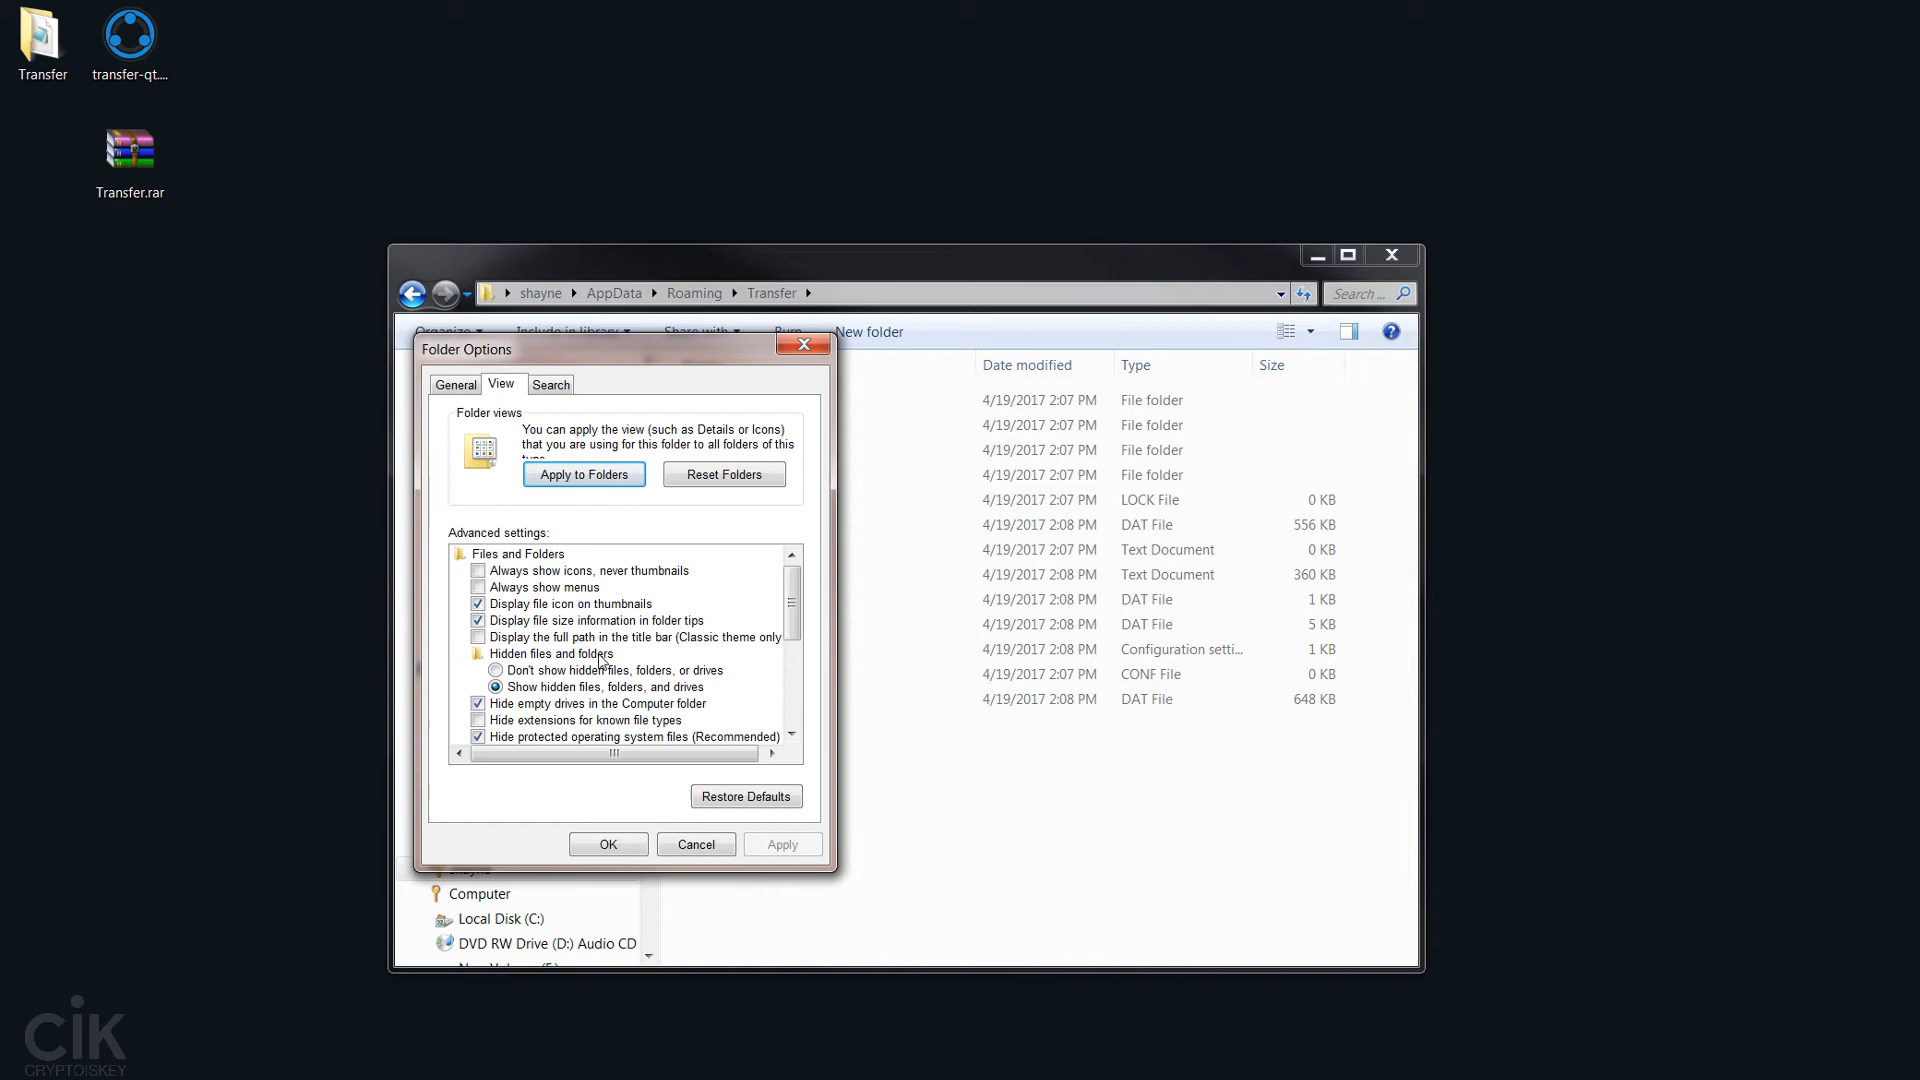 Transfer
transfer-qt....
Transfer.rar
shayne
AppData
Roaming
Transfer
Search ...
Organize
Include in library
Share with
Burn
New folder
Folder Options
General
View
Search
Folder views
You can apply the view (such as Details or Icons)
that you are using for this folder to all folders of this
type.
Apply to Folders
Reset Folders
Advanced settings:
Files and Folders
Always show icons, never thumbnails
Always show menus
Display file icon on thumbnails
Display file size information in folder tips
Display the full path in the title bar (Classic theme only
Hidden files and folders
Don't show hidden files, folders, or drives
Show hidden files, folders, and drives
Hide empty drives in the Computer folder
Hide extensions for known file types
Hide protected operating system files (Recommended)
Restore Defaults
OK
Cancel
Apply
Date modified Type Size
4/19/2017 2:07 PM File folder
4/19/2017 2:07 PM File folder
4/19/2017 2:07 PM File folder
4/19/2017 2:07 PM File folder
4/19/2017 2:07 PM LOCK File 0 KB
4/19/2017 2:08 PM DAT File 556 KB
4/19/2017 2:07 PM Text Document 0 KB
4/19/2017 2:08 PM Text Document 360 KB
4/19/2017 2:08 PM DAT File 1 KB
4/19/2017 2:08 PM DAT File 5 KB
4/19/2017 2:08 PM Configuration setti... 1 KB
4/19/2017 2:07 PM CONF File 0 KB
4/19/2017 2:08 PM DAT File 648 KB
shayne
Computer
Local Disk (C:)
DVD RW Drive (D:) Audio CD
CiK
CRYPTOISKEY